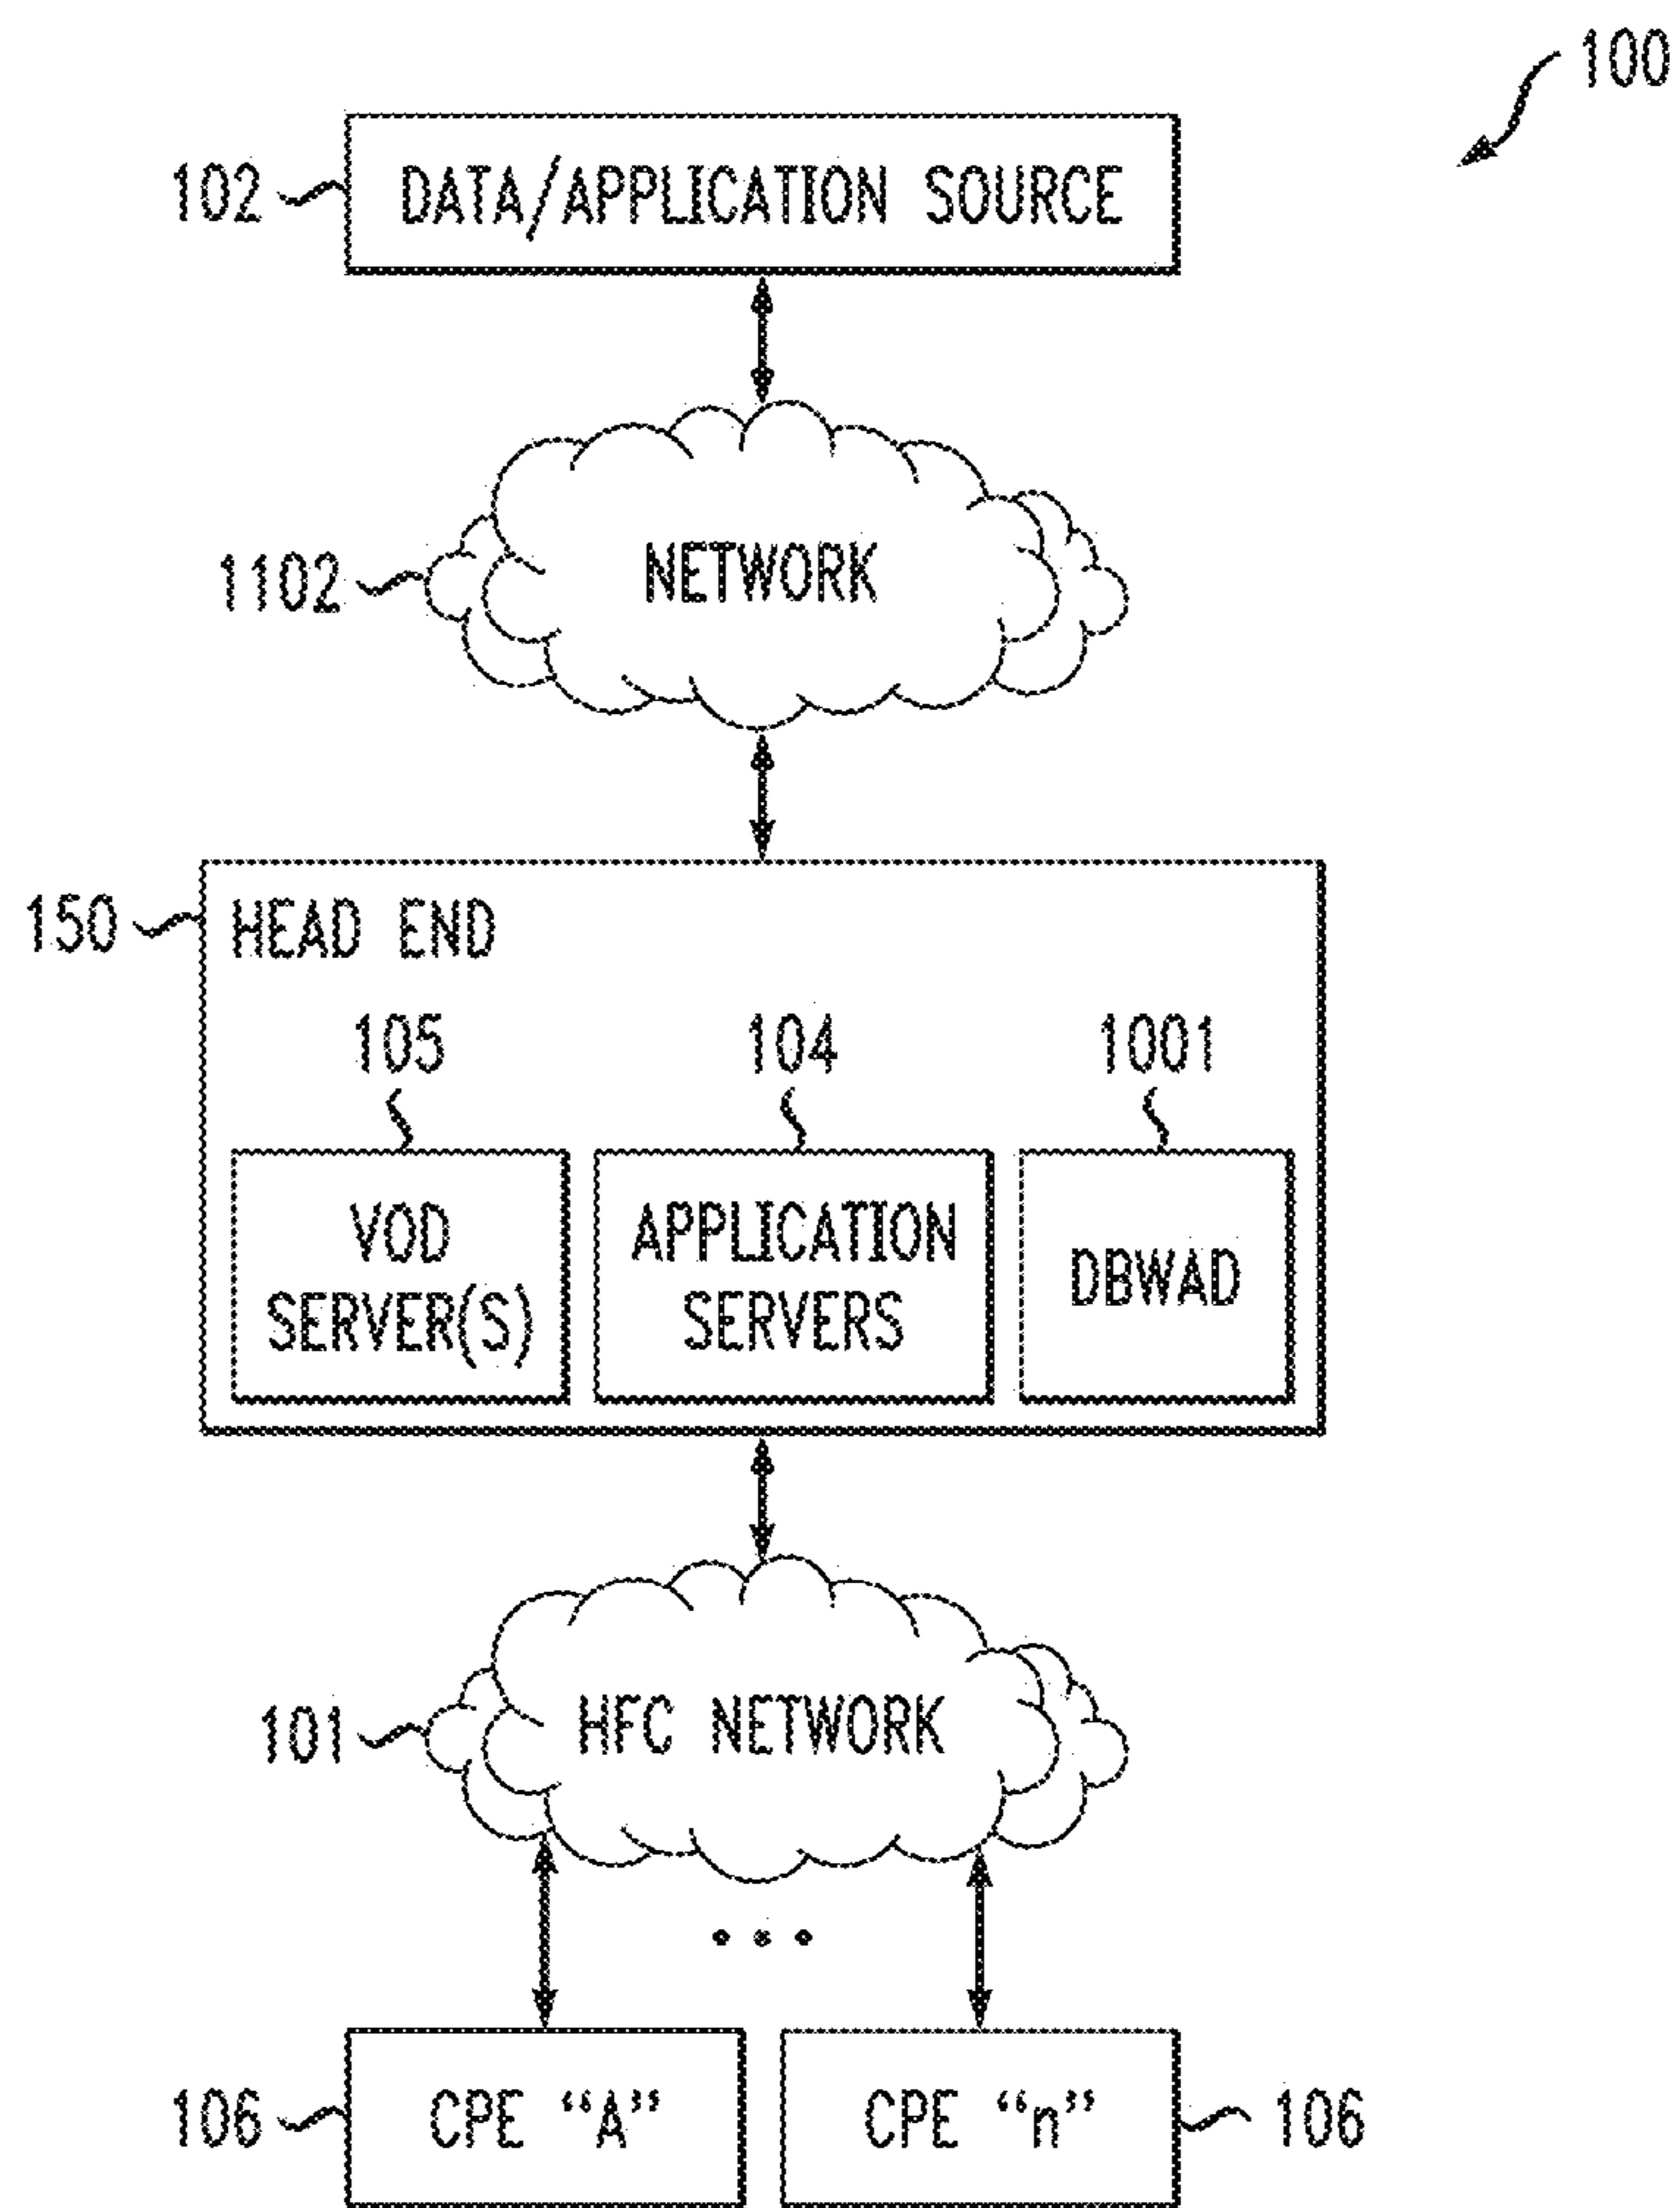 100
102
DATA/APPLICATION SOURCE
1102
NETWORK
150
HEAD END
105
104
1001
VOD
SERVER(S)
APPLICATION
SERVERS
DBWAD
101
HFC NETWORK
• • •
106
CPE “A”
CPE “n”
106